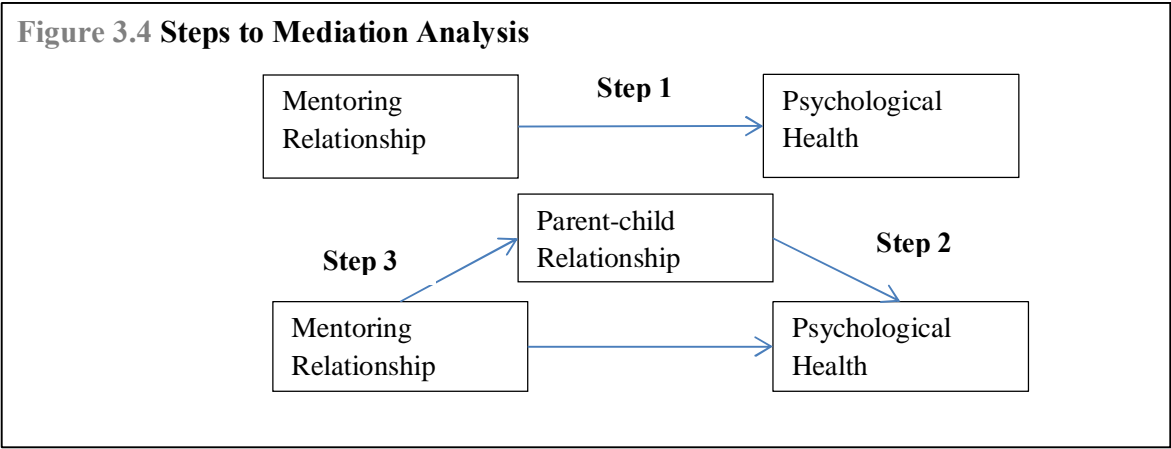 Figure 3.4 Steps to Mediation Analysis
Mentoring
Relationship
Step 1
Psychological
Health
Parent-child
Relationship
Step 3
Step 2
Mentoring
Relationship
Psychological
Health